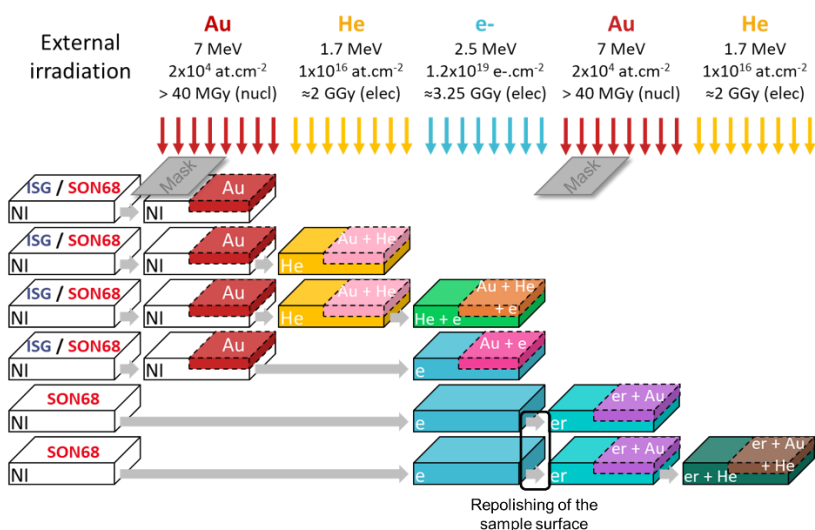 External
irradiation
Au
7 MeV
2x10⁴ at.cm⁻²
> 40 MGy (nucl)
He
1.7 MeV
1x10¹⁶ at.cm⁻²
≈2 GGy (elec)
e-
2.5 MeV
1.2x10¹⁹ e-.cm⁻²
≈3.25 GGy (elec)
Au
7 MeV
2x10⁴ at.cm⁻²
> 40 MGy (nucl)
He
1.7 MeV
1x10¹⁶ at.cm⁻²
≈2 GGy (elec)
Mask
Mask
ISG / SON68
NI
NI
Au
ISG / SON68
NI
NI
Au
He
Au + He
ISG / SON68
NI
NI
Au
He
Au + He
He + e
Au + He
+ e
ISG / SON68
NI
NI
Au
e
Au + e
SON68
NI
e
er
er + Au
SON68
NI
e
er
er + Au
er + He
er + Au
+ He
Repolishing of the
sample surface